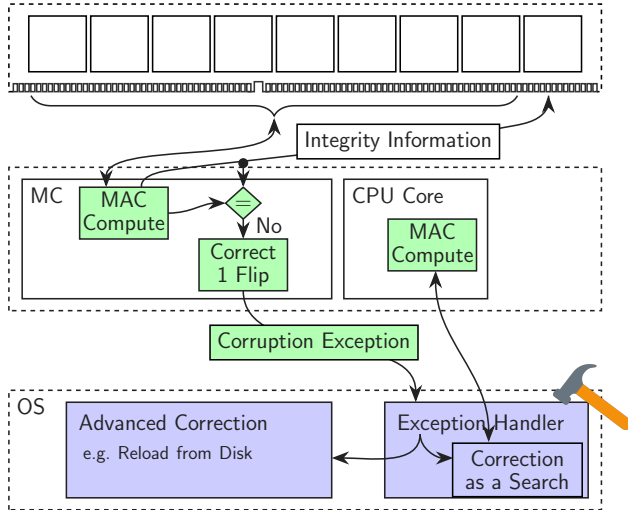 Integrity Information
MC
MAC
Compute
=
No
Correct
1 Flip
CPU Core
MAC
Compute
Corruption Exception
OS
Advanced Correction
e.g. Reload from Disk
Exception Handler
Correction
as a Search